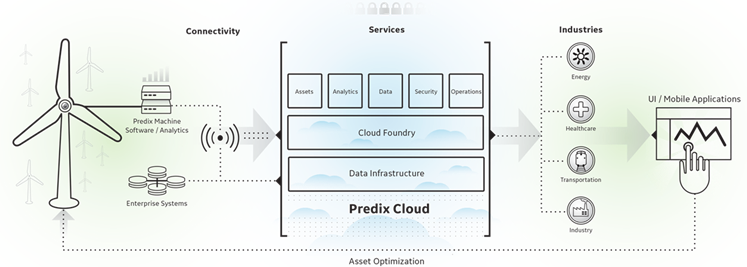 Connectivity
Services
Industries
Predix Machine
Software / Analytics
Enterprise Systems
Assets
Analytics
Data
Security
Operations
Cloud Foundry
Data Infrastructure
Predix Cloud
Energy
Healthcare
Transportation
Industry
UI / Mobile Applications
Asset Optimization